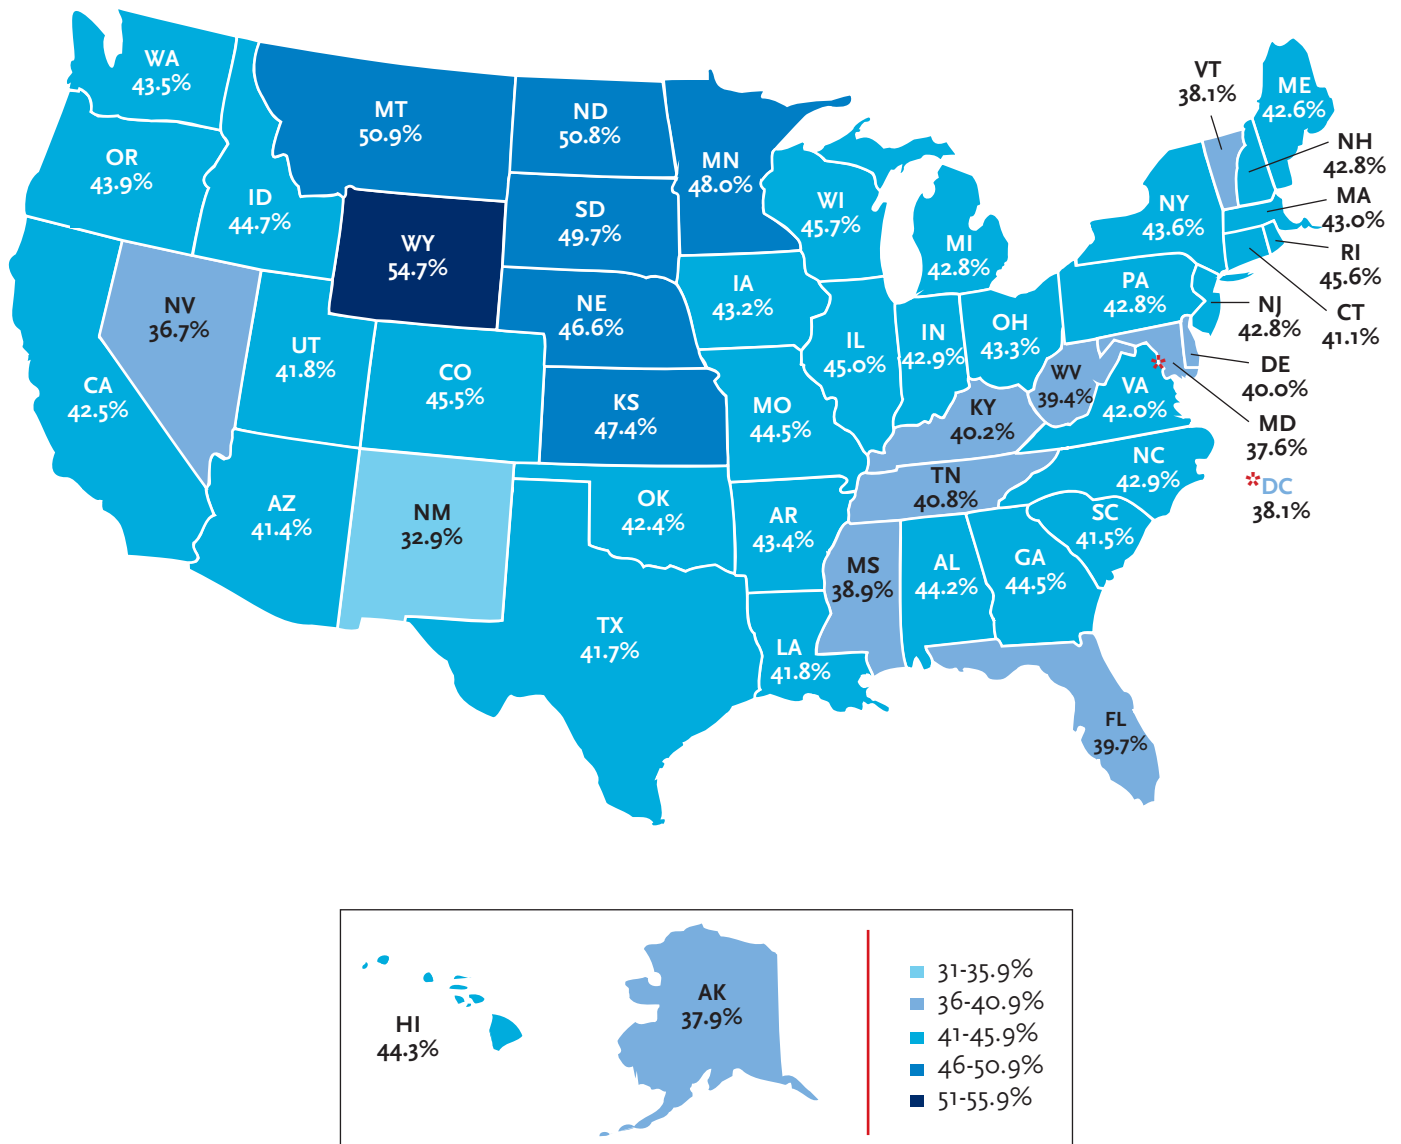 WA
43.5%
OR
43.9%
CA
42.5%
NV
36.7%
ID
44.7%
MT
50.9%
WY
54.7%
UT
41.8%
CO
45.5%
AZ
41.4%
NM
32.9%
ND
50.8%
SD
49.7%
NE
46.6%
KS
47.4%
OK
42.4%
TX
41.7%
MN
48.0%
IA
43.2%
MO
44.5%
AR
43.4%
LA
41.8%
WI
45.7%
IL
45.0%
MI
42.8%
IN
42.9%
OH
43.3%
KY
40.2%
TN
40.8%
MS
38.9%
AL
44.2%
GA
44.5%
FL
39.7%
SC
41.5%
NC
42.9%
VA
42.0%
WV
39.4%
PA
42.8%
NY
43.6%
VT
38.1%
ME
42.6%
NH
42.8%
MA
43.0%
RI
45.6%
CT
41.1%
NJ
42.8%
DE
40.0%
MD
37.6%
*DC
38.1%
HI
44.3%
AK
37.9%
31-35.9%
36-40.9%
41-45.9%
46-50.9%
51-55.9%